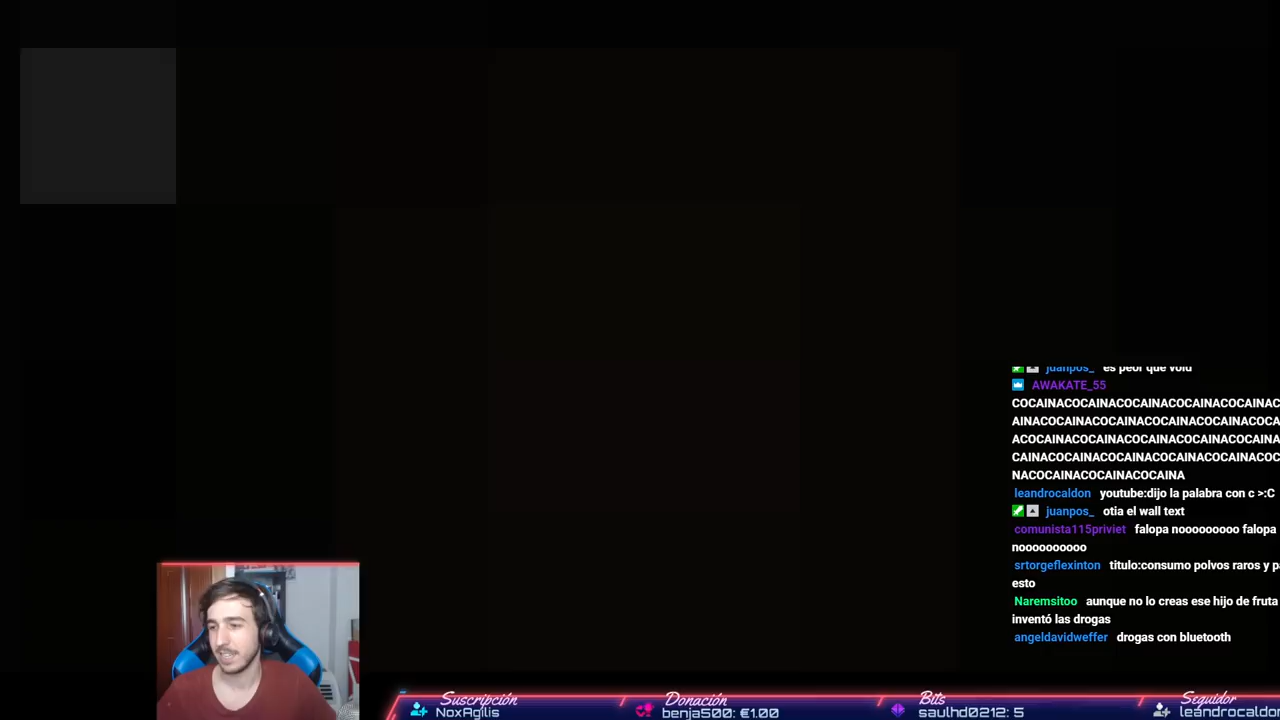 juanpos_ es peor que void
AWAKATE_55
COCAINACOCAINACOCAINACOCAINACOCAINAC
AINACOCAINACOCAINACOCAINACOCAINACOCA
ACOCAINACOCAINACOCAINACOCAINACOCAINA
CAINACOCAINACOCAINACOCAINACOCAINACOC
NACOCAINACOCAINACOCAINA
leandrocaldon youtube:dijo la palabra con c >:C
juanpos_ otia el wall text
comunista115priviet falopa nooooooooo falopa
noooooooooo
srtorgeflexinton titulo:consumo polvos raros y pa
esto
Naremsitoo aunque no lo creas ese hijo de fruta
inventó las drogas
angeldavidweffer drogas con bluetooth
Suscripción Donación Bits Seguidor
NoxAgilis benja500: €1.00 saulhd0212: 5 leandrocaldon